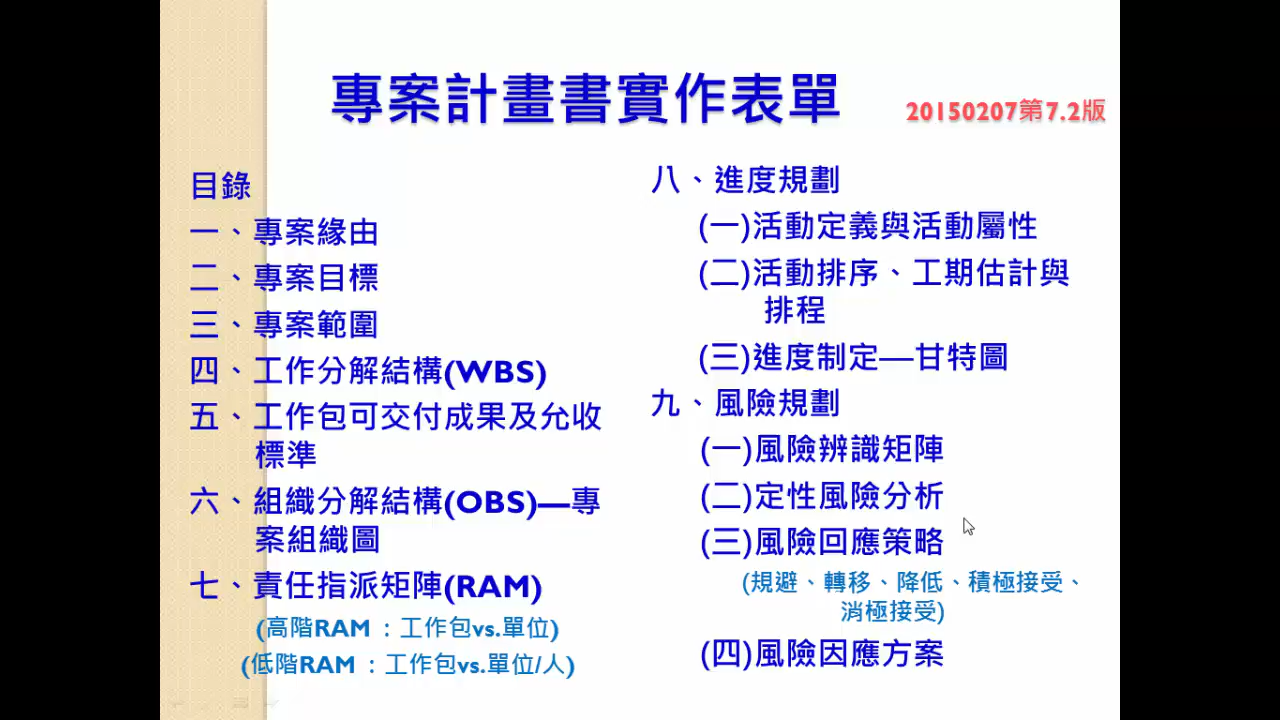 專案計畫書實作表單
20150207第7.2版
目錄
一、專案緣由
二、專案目標
三、專案範圍
四、工作分解結構(WBS)
五、工作包可交付成果及允收
標準
六、組織分解結構(OBS)—專
案組織圖
七、責任指派矩陣(RAM)
(高階RAM：工作包vs.單位)
(低階RAM：工作包vs.單位/人)
八、進度規劃
(一)活動定義與活動屬性
(二)活動排序、工期估計與
排程
(三)進度制定—甘特圖
九、風險規劃
(一)風險辨識矩陣
(二)定性風險分析
(三)風險回應策略
(規避、轉移、降低、積極接受、
消極接受)
(四)風險因應方案